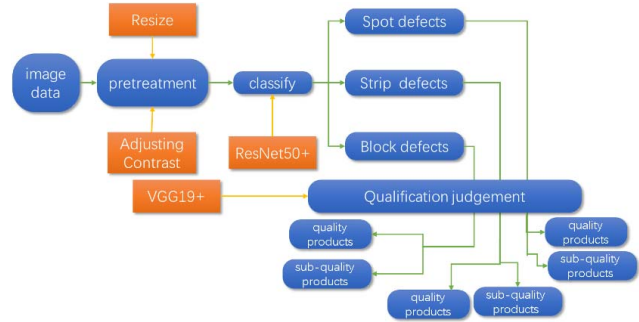 Resize
Spot defects
image
data
pretreatment
classify
Strip defects
Adjusting
Contrast
ResNet50+
Block defects
VGG19+
Qualification judgement
quality
products
sub-quality
products
quality
products
sub-quality
products
quality
products
sub-quality
products